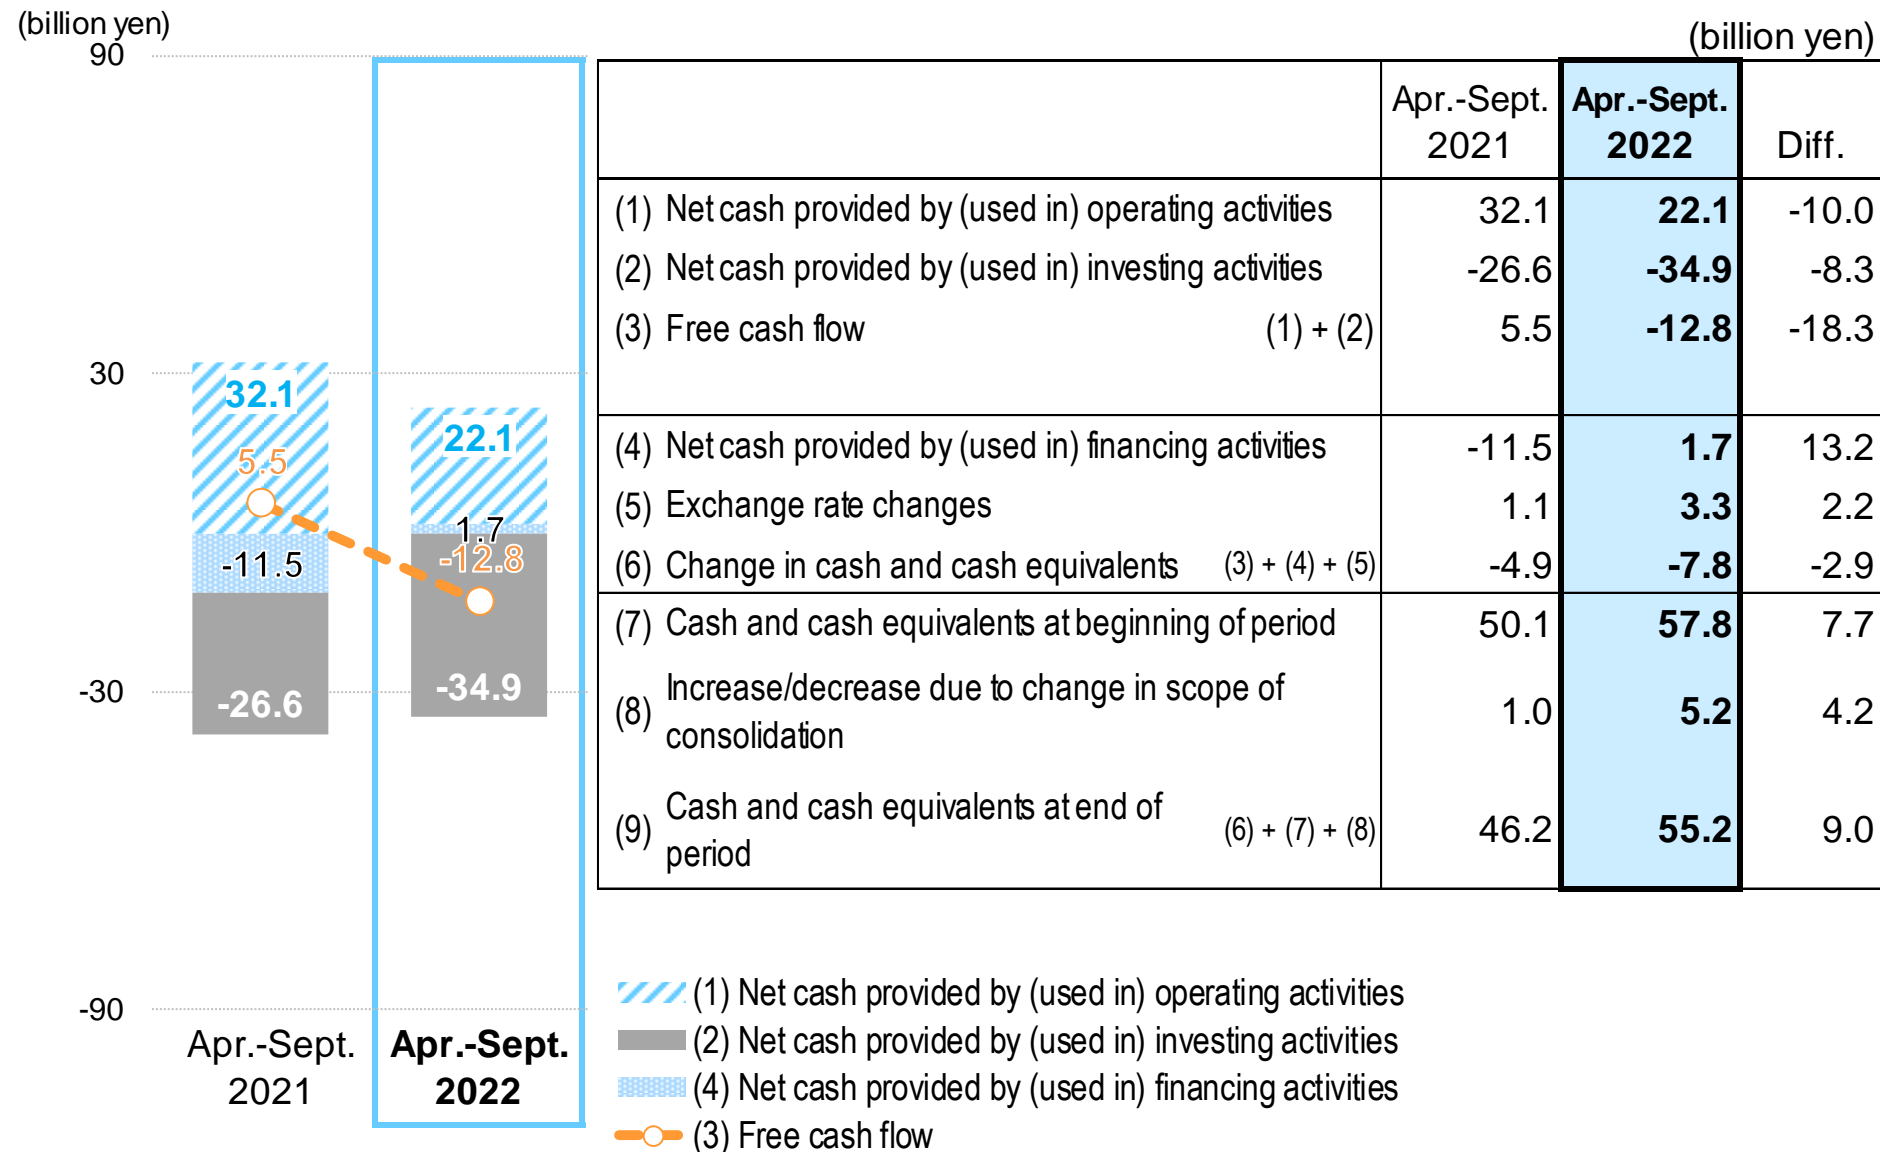 (billion yen)
90
30
-30
-90
32.1
5.5
-11.5
-26.6
22.1
1.7
-12.8
-34.9
Apr.-Sept.
2021
Apr.-Sept.
2022
(billion yen)
Apr.-Sept. 2021 Apr.-Sept. 2022 Diff.
(1) Net cash provided by (used in) operating activities 32.1 22.1 -10.0
(2) Net cash provided by (used in) investing activities -26.6 -34.9 -8.3
(3) Free cash flow (1) + (2) 5.5 -12.8 -18.3
(4) Net cash provided by (used in) financing activities -11.5 1.7 13.2
(5) Exchange rate changes 1.1 3.3 2.2
(6) Change in cash and cash equivalents (3) + (4) + (5) -4.9 -7.8 -2.9
(7) Cash and cash equivalents at beginning of period 50.1 57.8 7.7
(8) Increase/decrease due to change in scope of
consolidation 1.0 5.2 4.2
(9) Cash and cash equivalents at end of
period (6) + (7) + (8) 46.2 55.2 9.0
(1) Net cash provided by (used in) operating activities
(2) Net cash provided by (used in) investing activities
(4) Net cash provided by (used in) financing activities
(3) Free cash flow